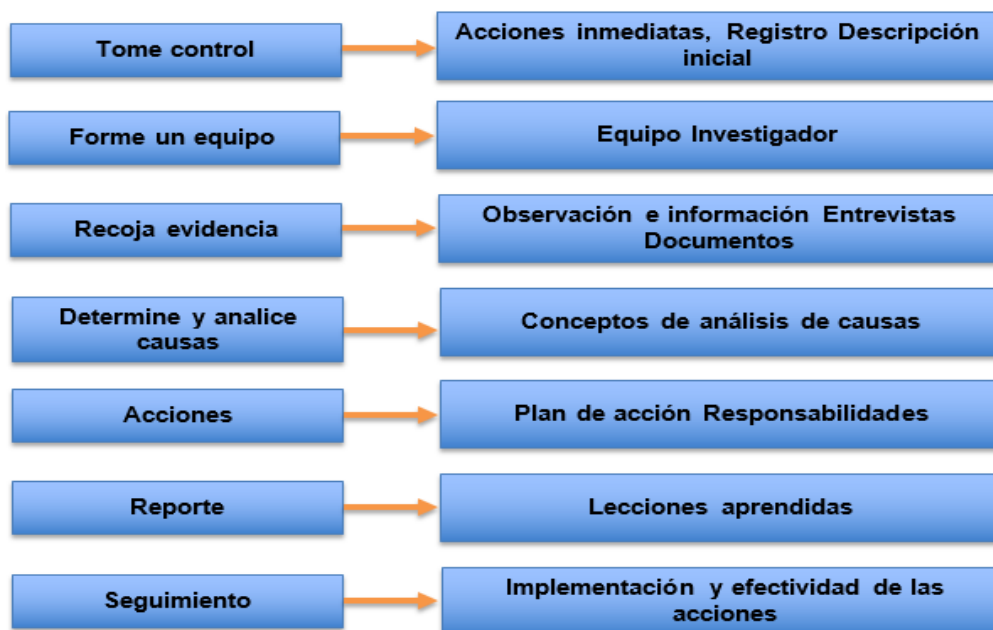 Tome control
Acciones inmediatas, Registro Descripción
inicial
Forme un equipo
Equipo Investigador
Recoja evidencia
Observación e información Entrevistas
Documentos
Determine y analice
causas
Conceptos de análisis de causas
Acciones
Plan de acción Responsabilidades
Reporte
Lecciones aprendidas
Seguimiento
Implementación y efectividad de las
acciones